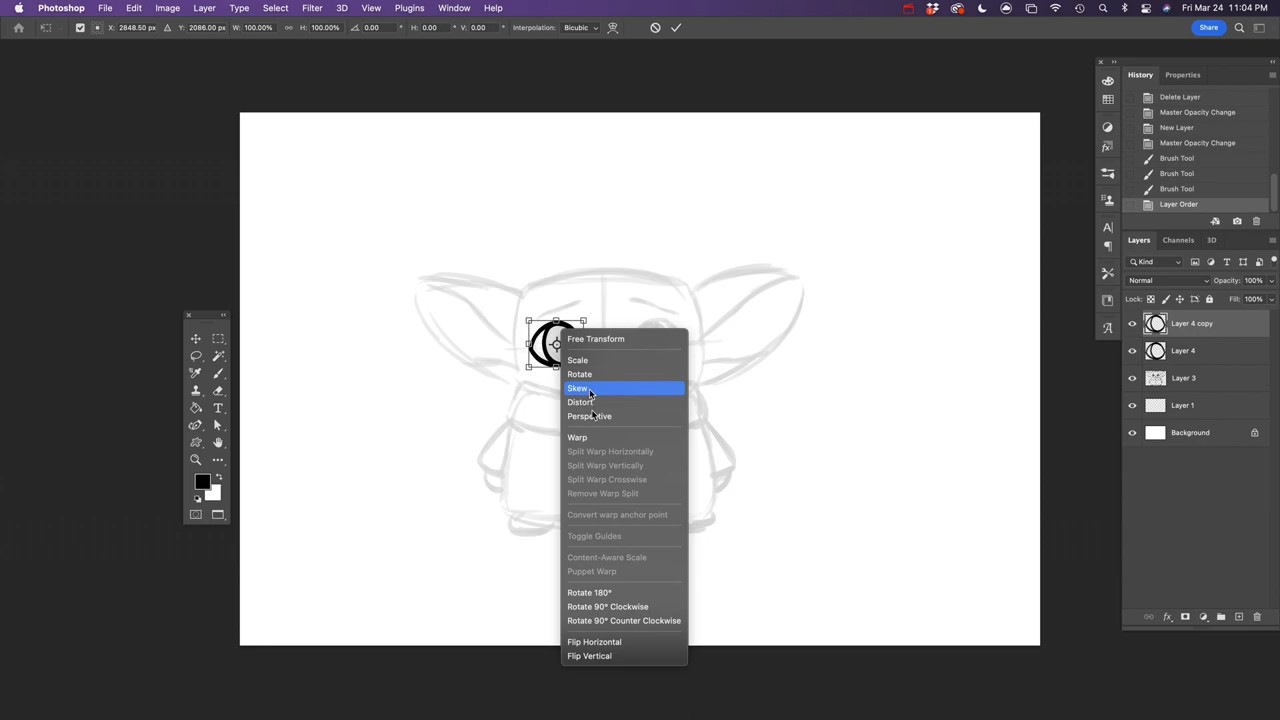 Photoshop File Edit Image Layer Type Select Filter 3D View Plugins Window Help Fri Mar 24 11:04 PM
X: 2848.50 px Y: 2086.00 px W: 100.00% H: 100.00% 0.00 ° H: 0.00 ° V: 0.00 ° Interpolation: Bicubic Share
History Properties
Delete Layer
Master Opacity Change
New Layer
Master Opacity Change
Brush Tool
Brush Tool
Brush Tool
Layer Order
Layers Channels 3D
Kind
Normal Opacity: 100%
Lock: Fill: 100%
Layer 4 copy
Layer 4
Layer 3
Layer 1
Background
Free Transform
Scale
Rotate
Skew
Distort
Perspective
Warp
Split Warp Horizontally
Split Warp Vertically
Split Warp Crosswise
Remove Warp Split
Convert warp anchor point
Toggle Guides
Content-Aware Scale
Puppet Warp
Rotate 180°
Rotate 90° Clockwise
Rotate 90° Counter Clockwise
Flip Horizontal
Flip Vertical